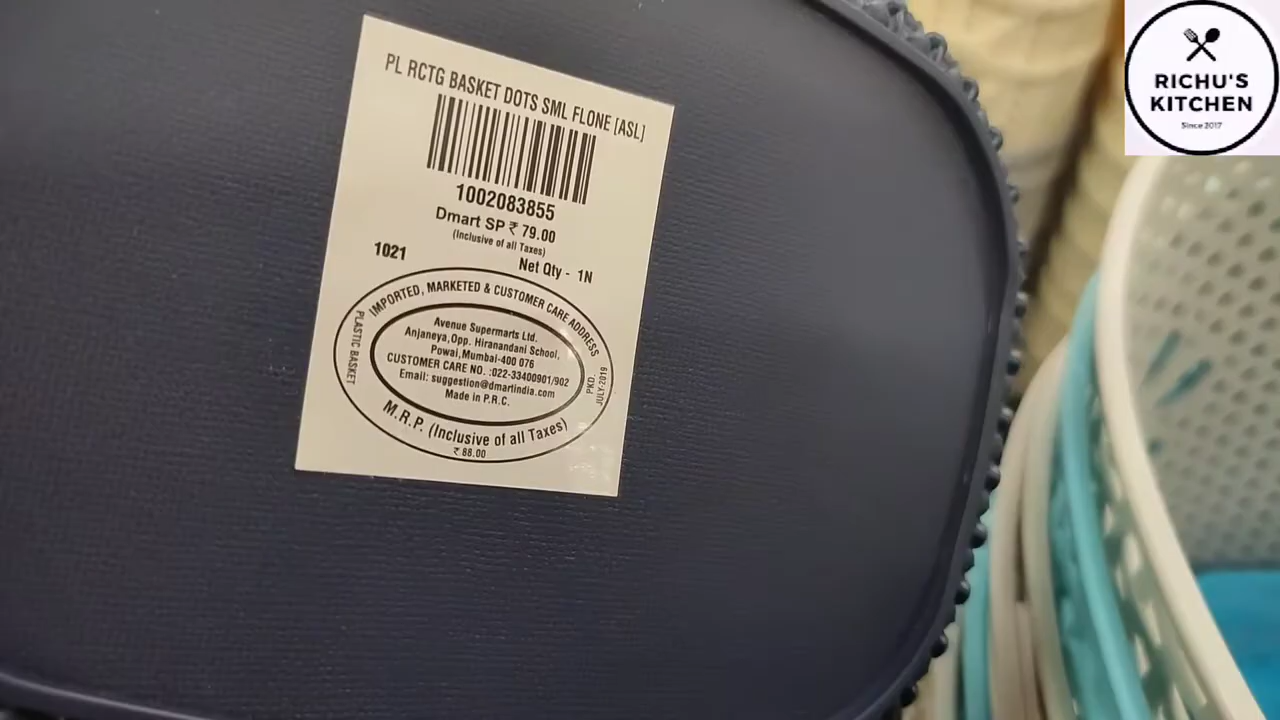 PL RCTG BASKET DOTS SML FLONE [ASL]
1002083855
Dmart SP ₹ 79.00
(Inclusive of all Taxes)
1021
Net Qty - 1N
IMPORTED, MARKETED & CUSTOMER CARE ADDRESS
PLASTIC BASKET
Avenue Supermarts Ltd.
Anjaneya,Opp. Hiranandani School,
Powai,Mumbai-400 076
CUSTOMER CARE NO. :022-33400901/902
Email: suggestion@dmartindia.com
Made in P.R.C.
PKD.
JULY-2019
M.R.P. (Inclusive of all Taxes)
₹ 88.00
RICHU'S
KITCHEN
Since 2017